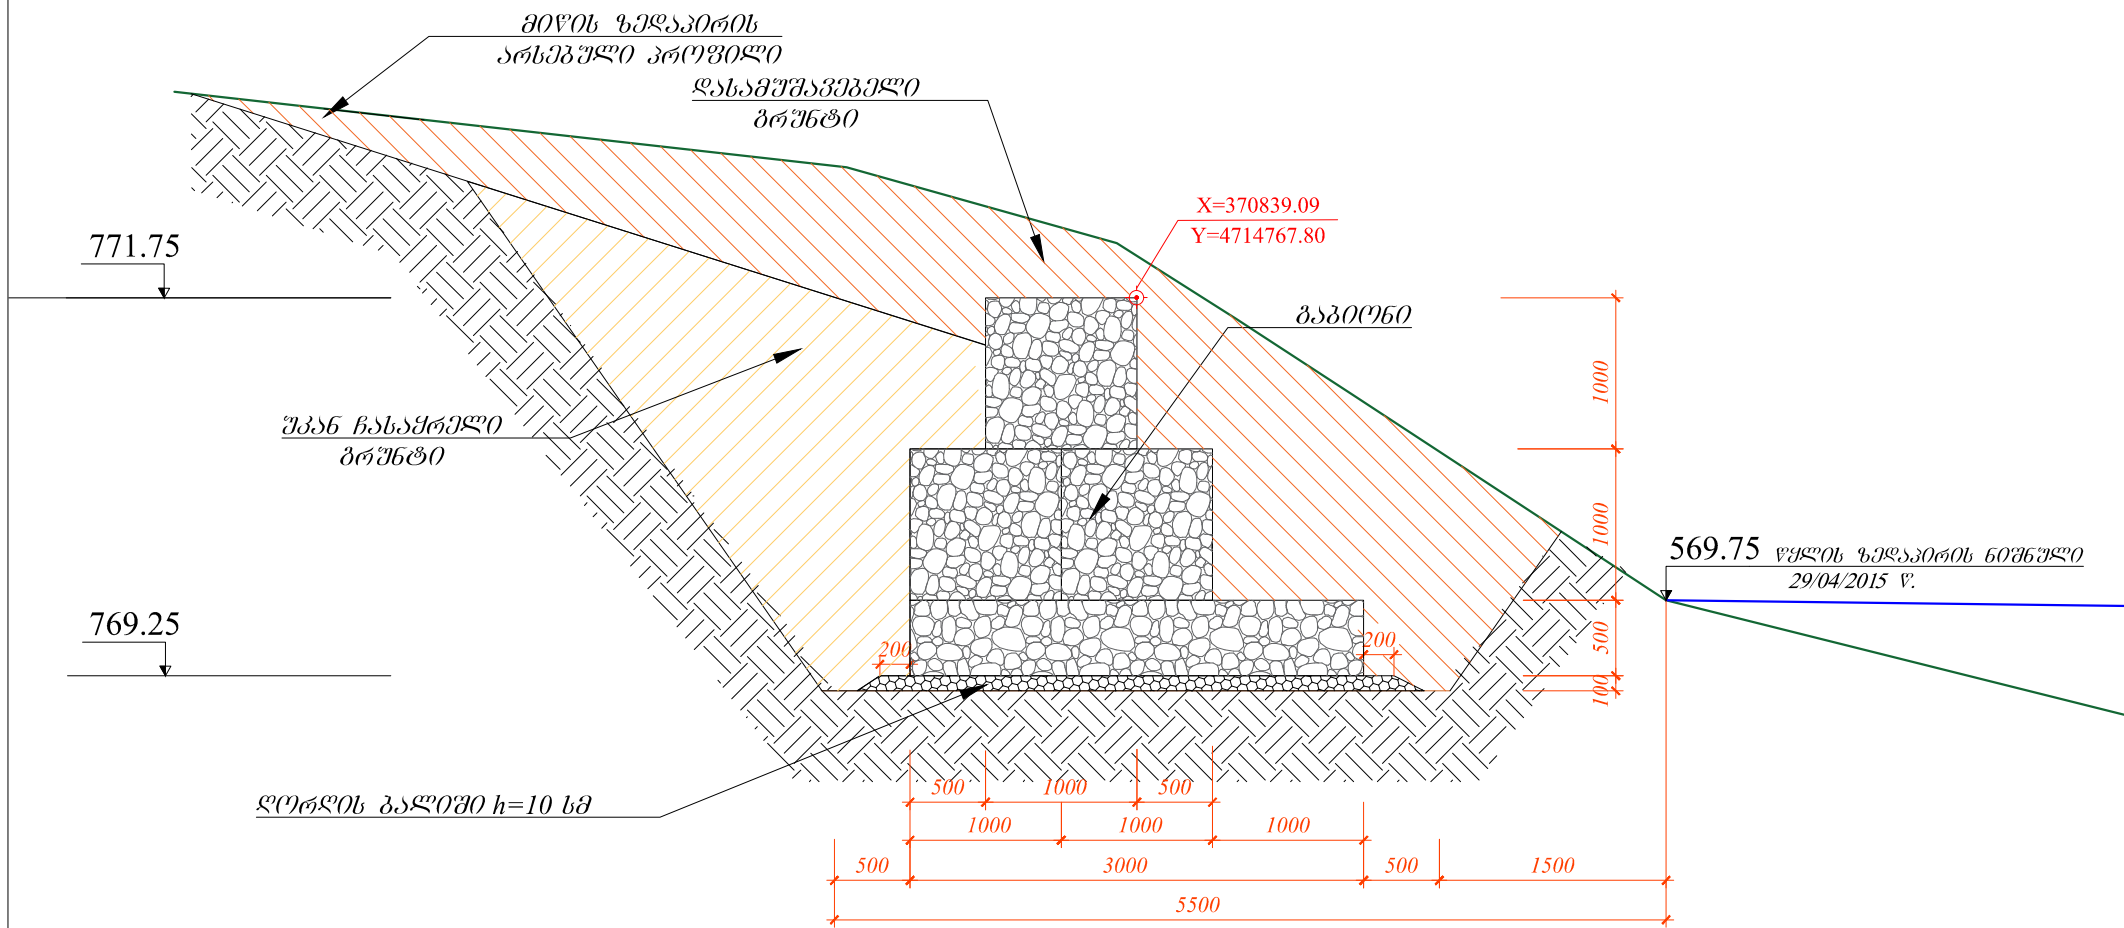 მიწის ზედაპირის
არსებული პროფილი
დასამუშავებელი
გრუნტი
X=370839.09
Y=4714767.80
771.75
გაბიონი
1000
უკან ჩასაყრელი
გრუნტი
1000
569.75 წყლის ზედაპირის ნიშნული
29/04/2015 წ.
769.25
200
200
500
100
ღორღის ბალიში h=10 სმ
500 1000 500
1000 1000 1000
500 3000 500 1500
5500